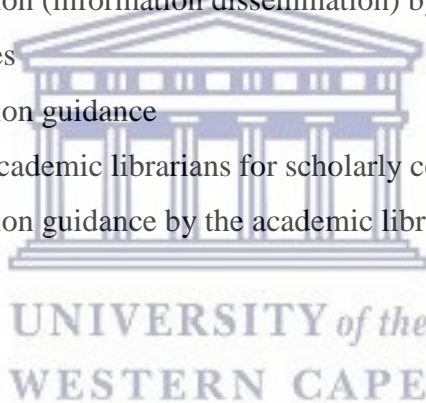 on (information dissemination) by
es
on guidance
cademic librarians for scholarly co
on guidance by the academic libr
UNIVERSITY of the
WESTERN CAPE